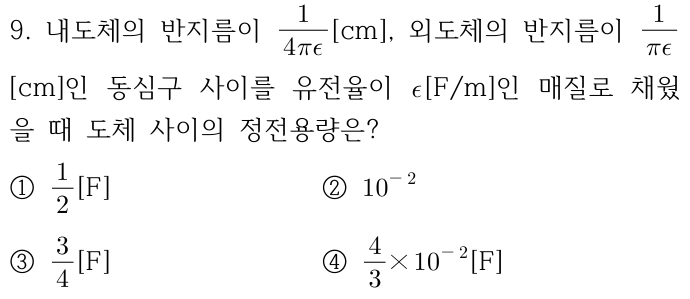 9. 내도체의 반지름이 $\frac{1}{4\pi\epsilon}$[cm], 외도체의 반지름이 $\frac{1}{\pi\epsilon}$
[cm]인 동심구 사이를 유전율이 $\epsilon$[F/m]인 매질로 채웠
을 때 도체 사이의 정전용량은?
① $\frac{1}{2}$[F] ② $10^{-2}$
③ $\frac{3}{4}$[F] ④ $\frac{4}{3}\times 10^{-2}$[F]